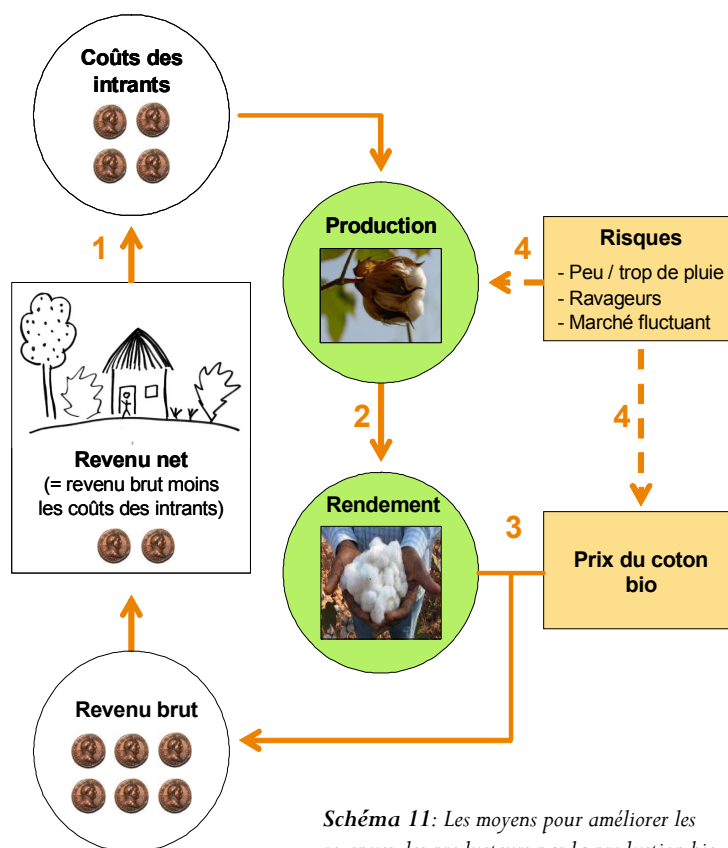 Coûts des
intrants
Production
4
Risques
- Peu / trop de pluie
- Ravageurs
- Marché fluctuant
1
Revenu net
(= revenu brut moins
les coûts des intrants)
2
4
Rendement
3
Prix du coton
bio
Revenu brut
Schéma 11: Les moyens pour améliorer les